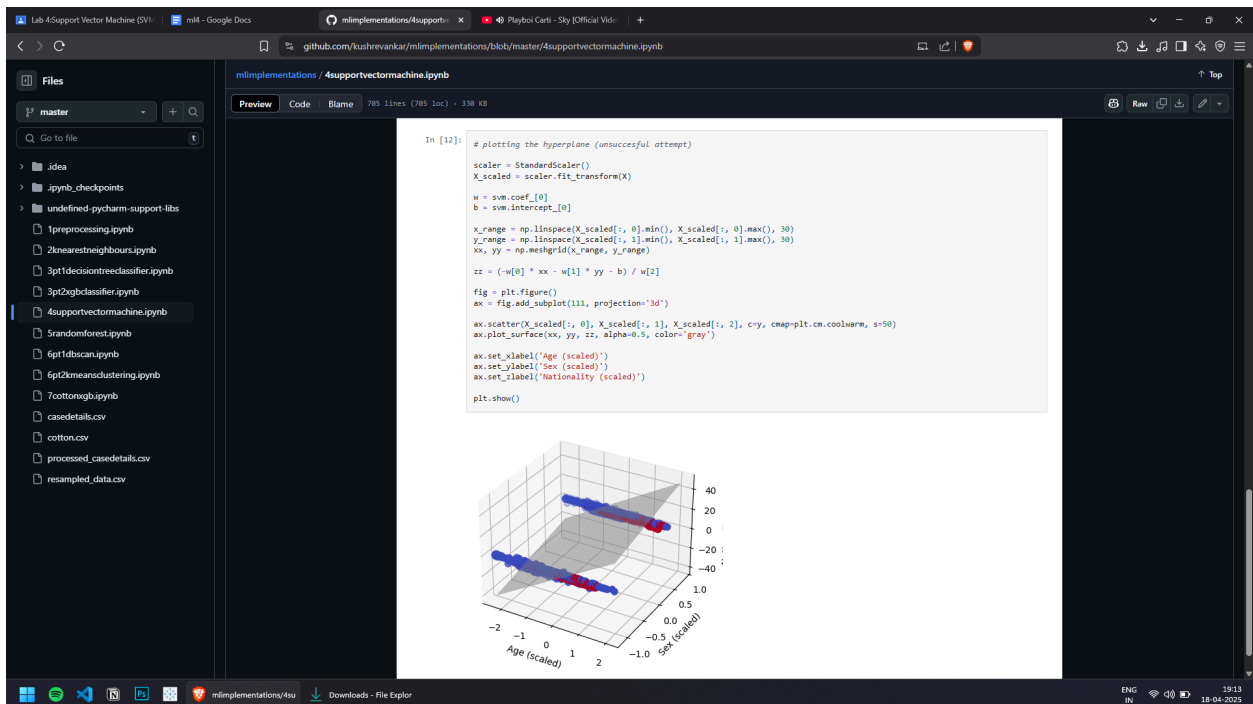 Lab 4:Support Vector Machine (SVM
ml4 - Google Docs
mlimplementations/4supportve
Playboi Carti - Sky [Official Vide
github.com/kushrevankar/mlimplementations/blob/master/4supportvectormachine.ipynb
Files
mlimplementations / 4supportvectormachine.ipynb
Top
master
Preview Code Blame 705 lines (705 loc) · 330 KB
Raw
Go to file t
.idea
.ipynb_checkpoints
undefined-pycharm-support-libs
1preprocessing.ipynb
2knearestneighbours.ipynb
3pt1decisiontreeclassifier.ipynb
3pt2xgbclassifier.ipynb
4supportvectormachine.ipynb
5randomforest.ipynb
6pt1dbscan.ipynb
6pt2kmeansclustering.ipynb
7cottonxgb.ipynb
casedetails.csv
cotton.csv
processed_casedetails.csv
resampled_data.csv
In [12]:
# plotting the hyperplane (unsuccesful attempt)
scaler = StandardScaler()
X_scaled = scaler.fit_transform(X)
w = svm.coef_[0]
b = svm.intercept_[0]
x_range = np.linspace(X_scaled[:, 0].min(), X_scaled[:, 0].max(), 30)
y_range = np.linspace(X_scaled[:, 1].min(), X_scaled[:, 1].max(), 30)
xx, yy = np.meshgrid(x_range, y_range)
zz = (-w[0] * xx - w[1] * yy - b) / w[2]
fig = plt.figure()
ax = fig.add_subplot(111, projection='3d')
ax.scatter(X_scaled[:, 0], X_scaled[:, 1], X_scaled[:, 2], c=y, cmap=plt.cm.coolwarm, s=50)
ax.plot_surface(xx, yy, zz, alpha=0.5, color='gray')
ax.set_xlabel('Age (scaled)')
ax.set_ylabel('Sex (scaled)')
ax.set_zlabel('Nationality (scaled)')
plt.show()
40
20
0
−20
−40
1.0
0.5
0.0
−0.5
−1.0
Sex (scaled)
−2
−1
0
1
2
Age (scaled)
Ps
mlimplementations/4su
Downloads - File Explor
ENG
IN
19:13
18-04-2025